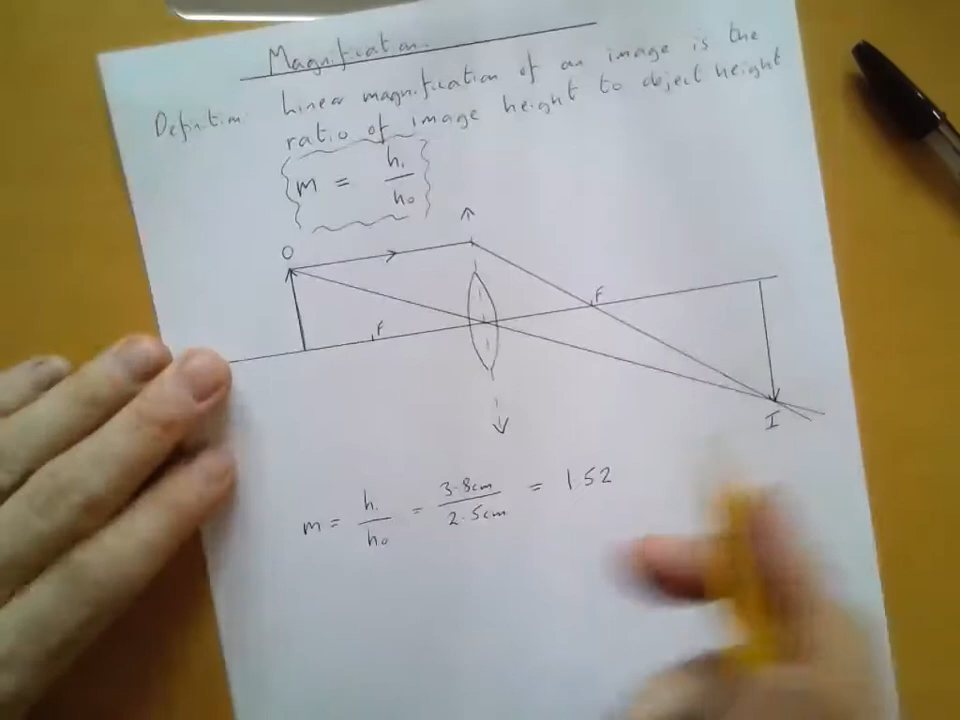 Magnification
Definition Linear magnification of an image is the
ratio of image height to object height
m = hi / ho
O
F
F
I
m = hi / ho = 3.8cm / 2.5cm = 1.52